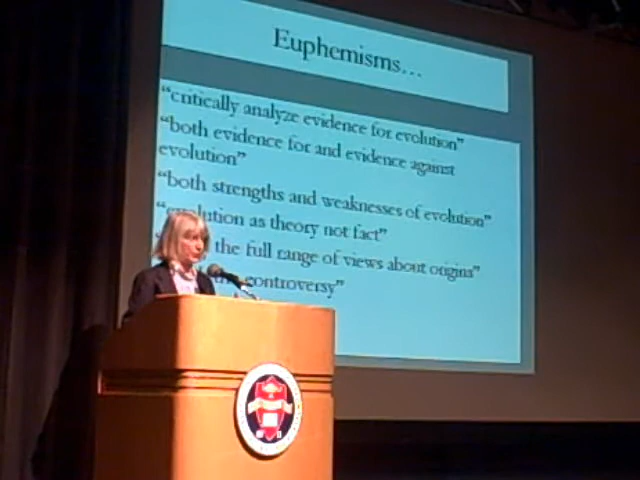 Euphemisms...
"critically analyze evidence for evolution"
"both evidence for and evidence against
evolution"
"both strengths and weaknesses of evolution"
"evolution as theory not fact"
the full range of views about origins"
controversy"